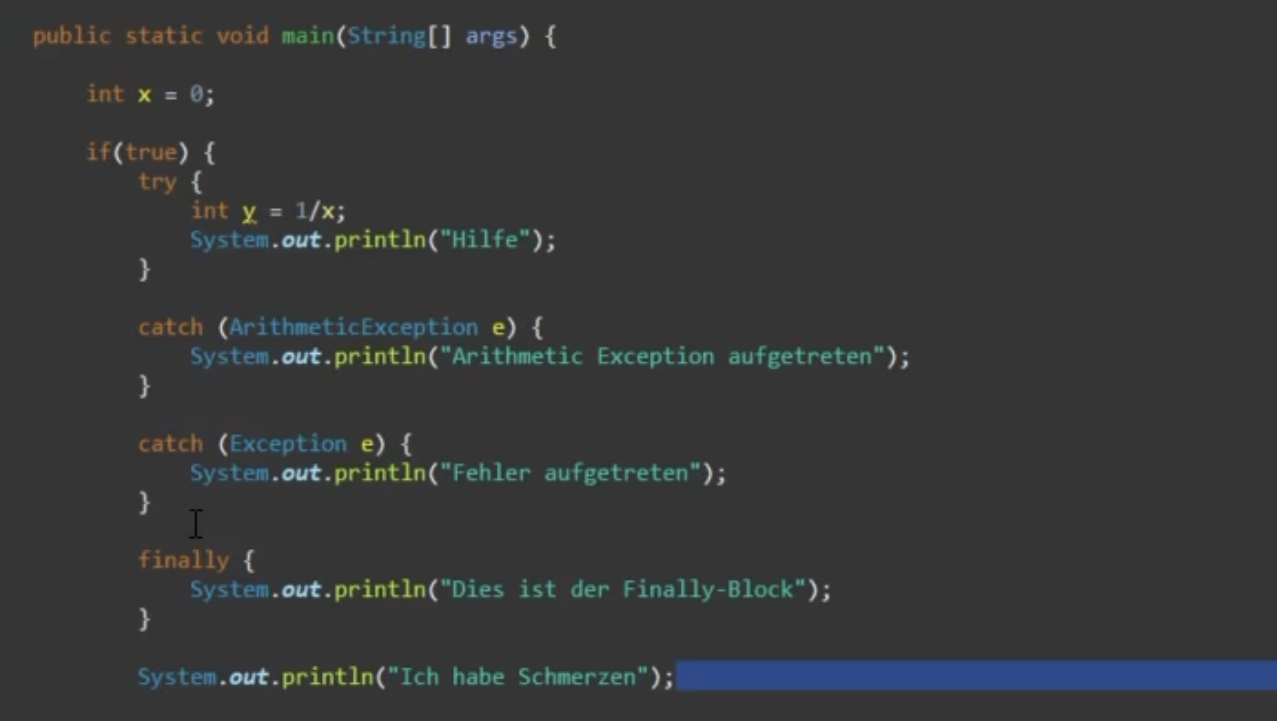 public static void main(String[] args) {
int x = 0;
if(true) {
try {
int y = 1/x;
System.out.println("Hilfe");
}
catch (ArithmeticException e) {
System.out.println("Arithmetic Exception aufgetreten");
}
catch (Exception e) {
System.out.println("Fehler aufgetreten");
}
finally {
System.out.println("Dies ist der Finally-Block");
}
System.out.println("Ich habe Schmerzen");